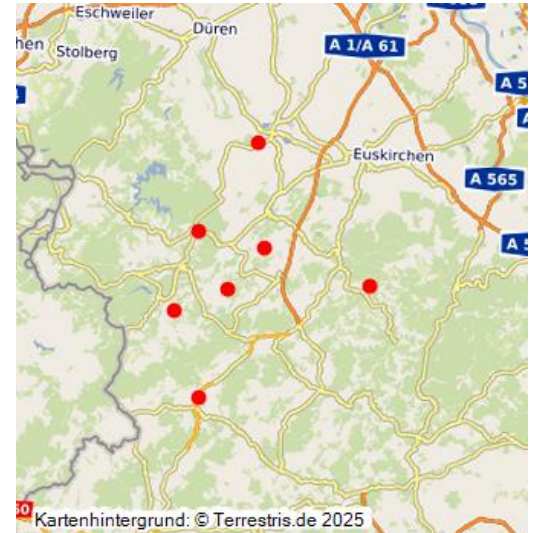 Eschweiler
Düren
hen
Stolberg
A 1/A 61
A 5
Euskirchen
A 565
A 5
Kartenhintergrund: © Terrestris.de 2025